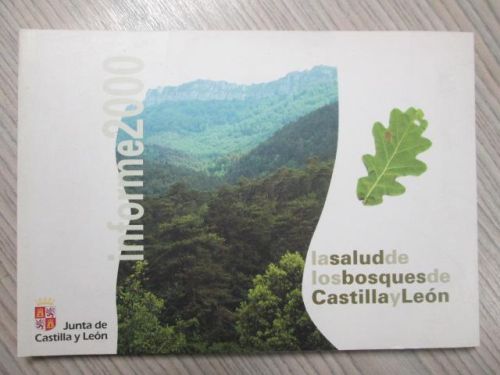 informe2000
lasaludde
losbosquesde
CastillayLeón
Junta de
Castilla y León